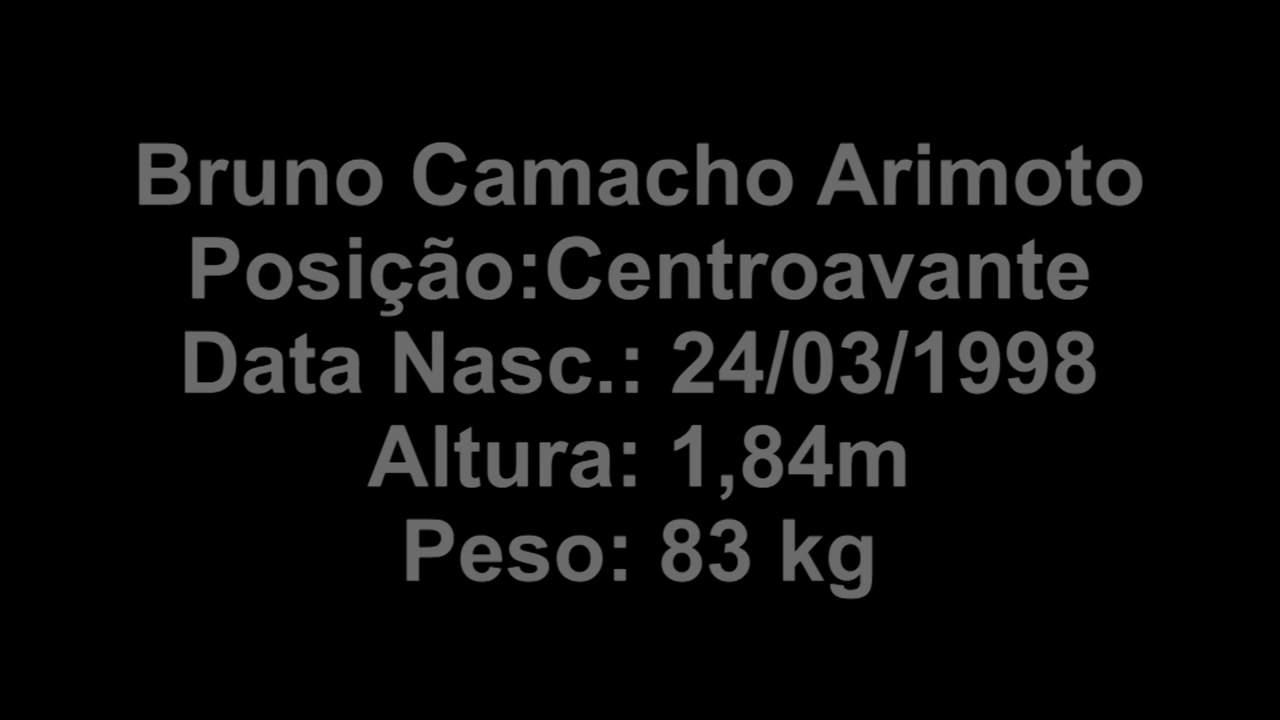 Bruno Camacho Arimoto
Posição:Centroavante
Data Nasc.: 24/03/1998
Altura: 1,84m
Peso: 83 kg